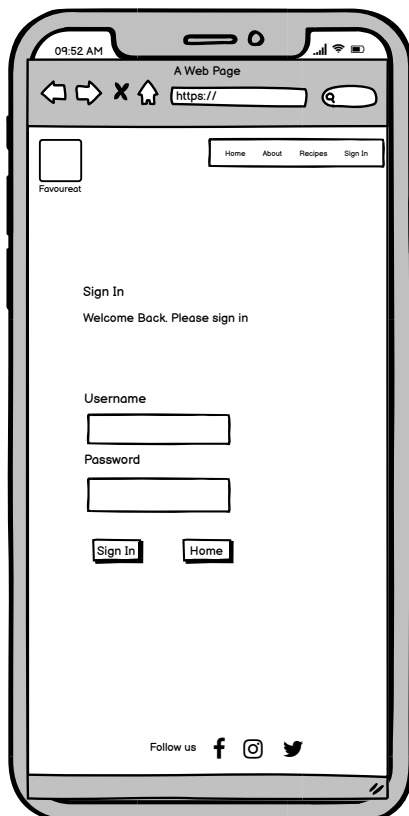 09:52 AM
A Web Page
https://
Home About Recipes Sign In
Favoureat
Sign In
Welcome Back. Please sign in
Username
Password
Sign In Home
Follow us